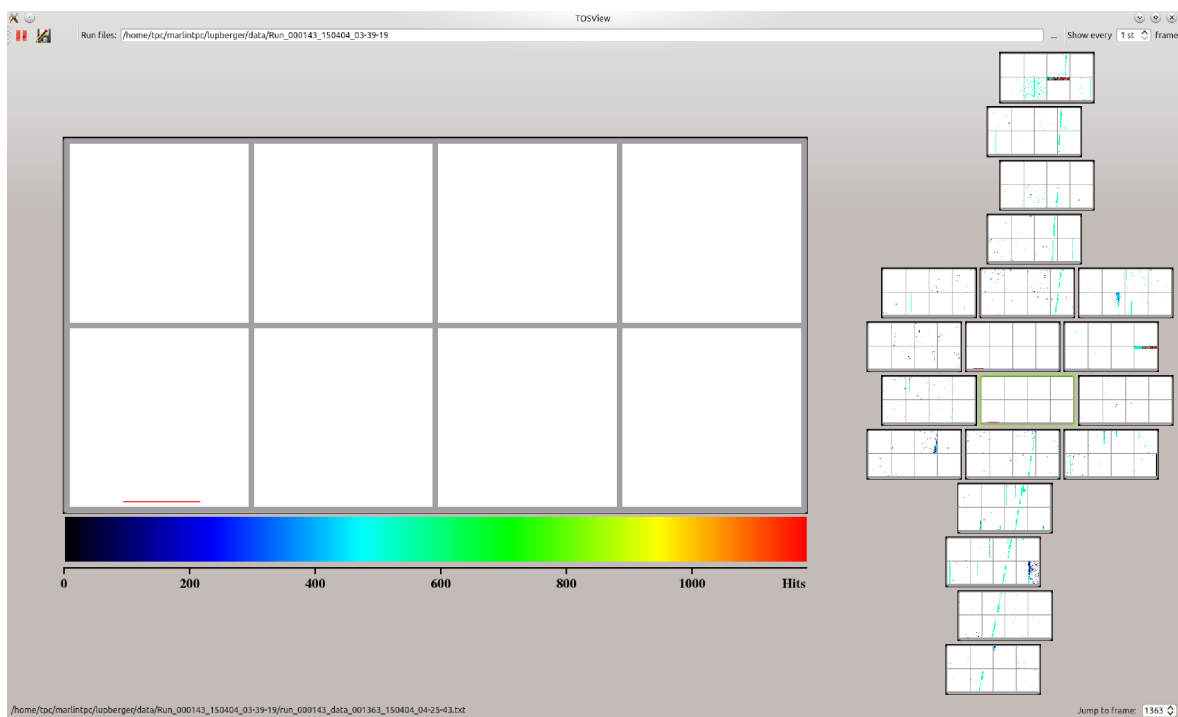 TOSView
Run files: /home/tpc/marlintpc/lupberger/data/Run_000143_150404_03-39-19 ... Show every 1 st frame
0 200 400 600 800 1000 Hits
/home/tpc/marlintpc/lupberger/data/Run_000143_150404_03-39-19/run_000143_data_001363_150404_04-25-43.txt Jump to frame: 1363